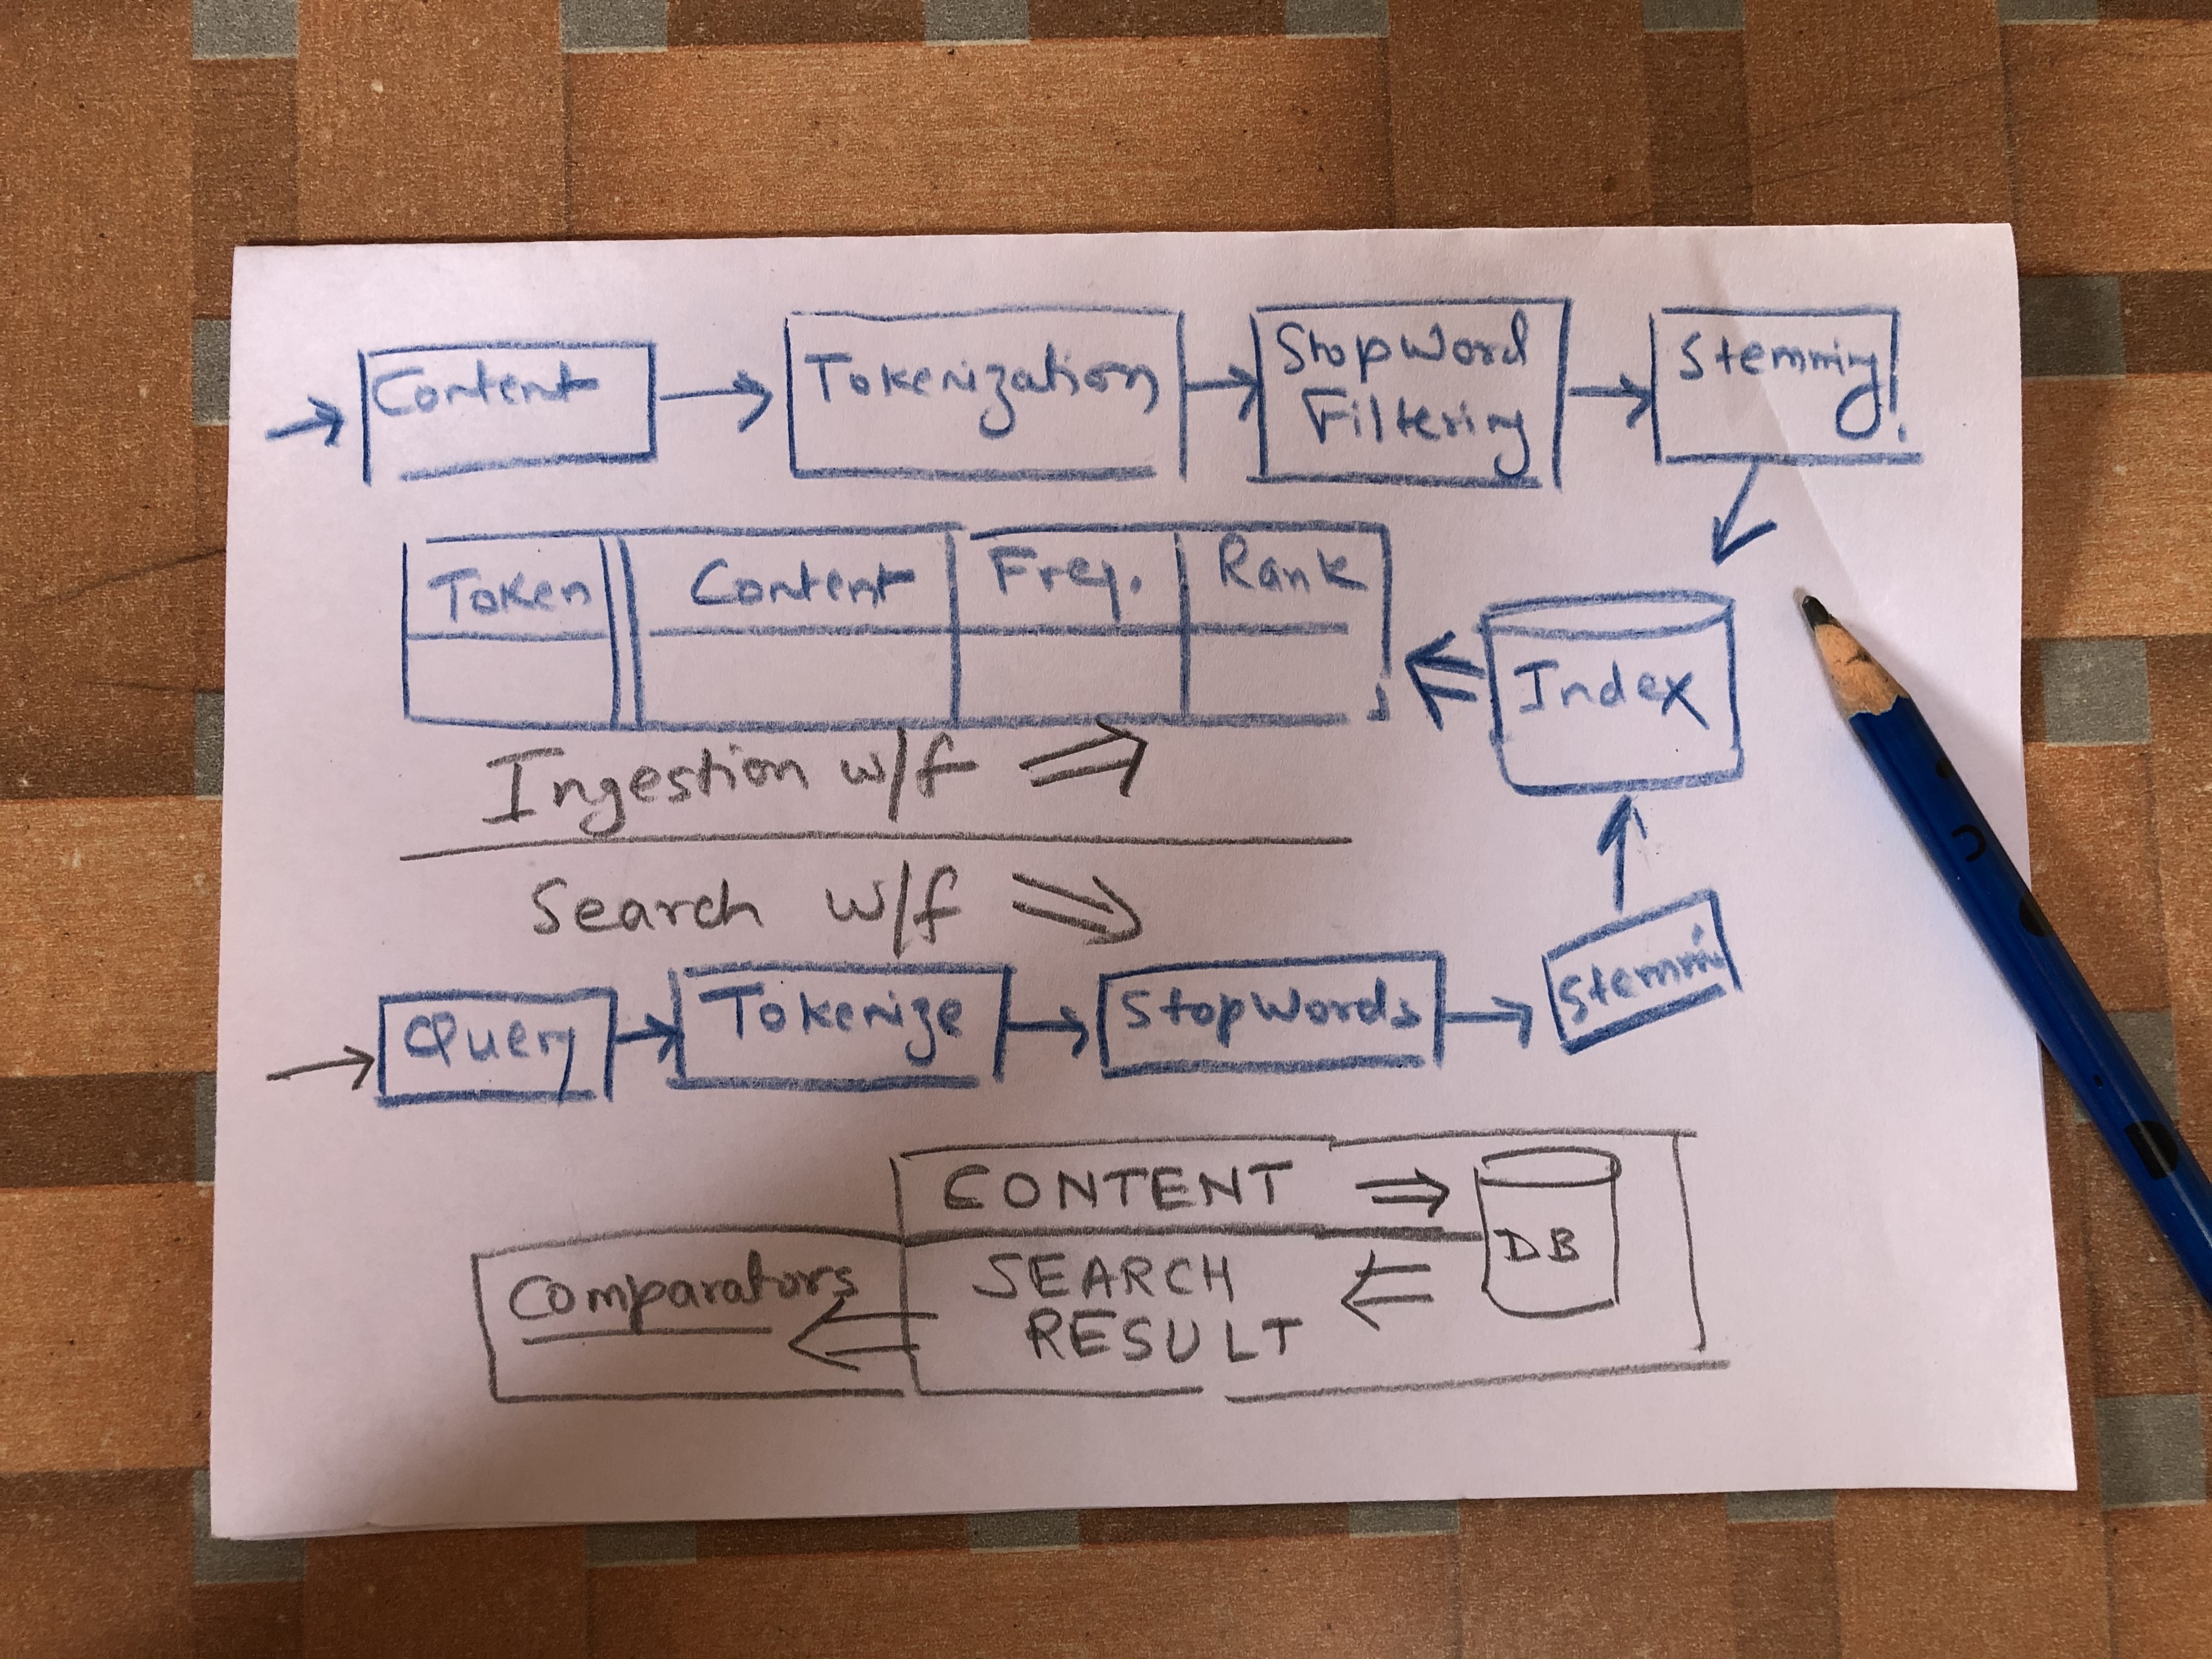 Content
Tokenization
StopWord
Filtering
Stemming
Token
Content
Freq.
Rank
Index
Ingestion w/f ⇒
Search w/f ⇒
Query
Tokenize
StopWords
Stemmi
CONTENT ⇒
DB
SEARCH
RESULT
Comparators